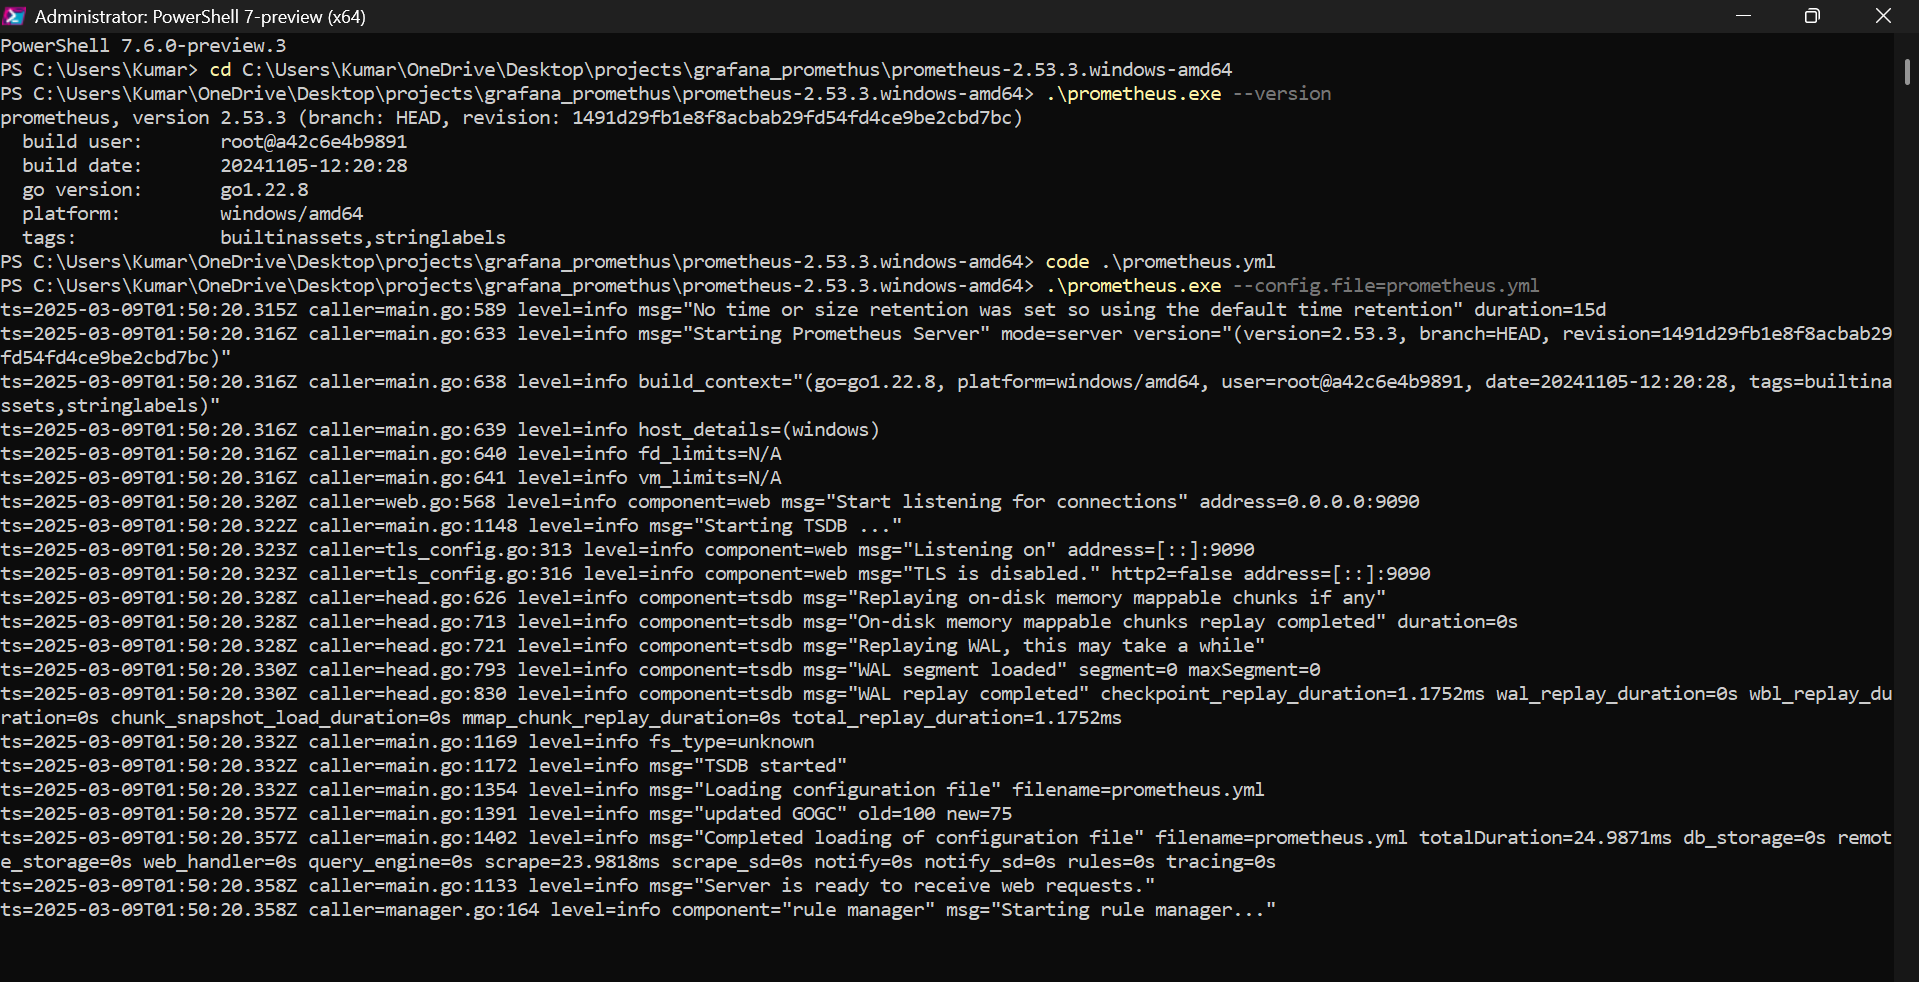 Administrator: PowerShell 7-preview (x64)
PowerShell 7.6.0-preview.3
PS C:\Users\Kumar> cd C:\Users\Kumar\OneDrive\Desktop\projects\grafana_promethus\prometheus-2.53.3.windows-amd64
PS C:\Users\Kumar\OneDrive\Desktop\projects\grafana_promethus\prometheus-2.53.3.windows-amd64> .\prometheus.exe --version
prometheus, version 2.53.3 (branch: HEAD, revision: 1491d29fb1e8f8acbab29fd54fd4ce9be2cbd7bc)
  build user:       root@a42c6e4b9891
  build date:       20241105-12:20:28
  go version:       go1.22.8
  platform:         windows/amd64
  tags:             builtinassets,stringlabels
PS C:\Users\Kumar\OneDrive\Desktop\projects\grafana_promethus\prometheus-2.53.3.windows-amd64> code .\prometheus.yml
PS C:\Users\Kumar\OneDrive\Desktop\projects\grafana_promethus\prometheus-2.53.3.windows-amd64> .\prometheus.exe --config.file=prometheus.yml
ts=2025-03-09T01:50:20.315Z caller=main.go:589 level=info msg="No time or size retention was set so using the default time retention" duration=15d
ts=2025-03-09T01:50:20.316Z caller=main.go:633 level=info msg="Starting Prometheus Server" mode=server version="(version=2.53.3, branch=HEAD, revision=1491d29fb1e8f8acbab29
fd54fd4ce9be2cbd7bc)"
ts=2025-03-09T01:50:20.316Z caller=main.go:638 level=info build_context="(go=go1.22.8, platform=windows/amd64, user=root@a42c6e4b9891, date=20241105-12:20:28, tags=builtina
ssets,stringlabels)"
ts=2025-03-09T01:50:20.316Z caller=main.go:639 level=info host_details=(windows)
ts=2025-03-09T01:50:20.316Z caller=main.go:640 level=info fd_limits=N/A
ts=2025-03-09T01:50:20.316Z caller=main.go:641 level=info vm_limits=N/A
ts=2025-03-09T01:50:20.320Z caller=web.go:568 level=info component=web msg="Start listening for connections" address=0.0.0.0:9090
ts=2025-03-09T01:50:20.322Z caller=main.go:1148 level=info msg="Starting TSDB ..."
ts=2025-03-09T01:50:20.323Z caller=tls_config.go:313 level=info component=web msg="Listening on" address=[::]:9090
ts=2025-03-09T01:50:20.323Z caller=tls_config.go:316 level=info component=web msg="TLS is disabled." http2=false address=[::]:9090
ts=2025-03-09T01:50:20.328Z caller=head.go:626 level=info component=tsdb msg="Replaying on-disk memory mappable chunks if any"
ts=2025-03-09T01:50:20.328Z caller=head.go:713 level=info component=tsdb msg="On-disk memory mappable chunks replay completed" duration=0s
ts=2025-03-09T01:50:20.328Z caller=head.go:721 level=info component=tsdb msg="Replaying WAL, this may take a while"
ts=2025-03-09T01:50:20.330Z caller=head.go:793 level=info component=tsdb msg="WAL segment loaded" segment=0 maxSegment=0
ts=2025-03-09T01:50:20.330Z caller=head.go:830 level=info component=tsdb msg="WAL replay completed" checkpoint_replay_duration=1.1752ms wal_replay_duration=0s wbl_replay_du
ration=0s chunk_snapshot_load_duration=0s mmap_chunk_replay_duration=0s total_replay_duration=1.1752ms
ts=2025-03-09T01:50:20.332Z caller=main.go:1169 level=info fs_type=unknown
ts=2025-03-09T01:50:20.332Z caller=main.go:1172 level=info msg="TSDB started"
ts=2025-03-09T01:50:20.332Z caller=main.go:1354 level=info msg="Loading configuration file" filename=prometheus.yml
ts=2025-03-09T01:50:20.357Z caller=main.go:1391 level=info msg="updated GOGC" old=100 new=75
ts=2025-03-09T01:50:20.357Z caller=main.go:1402 level=info msg="Completed loading of configuration file" filename=prometheus.yml totalDuration=24.9871ms db_storage=0s remot
e_storage=0s web_handler=0s query_engine=0s scrape=23.9818ms scrape_sd=0s notify=0s notify_sd=0s rules=0s tracing=0s
ts=2025-03-09T01:50:20.358Z caller=main.go:1133 level=info msg="Server is ready to receive web requests."
ts=2025-03-09T01:50:20.358Z caller=manager.go:164 level=info component="rule manager" msg="Starting rule manager..."